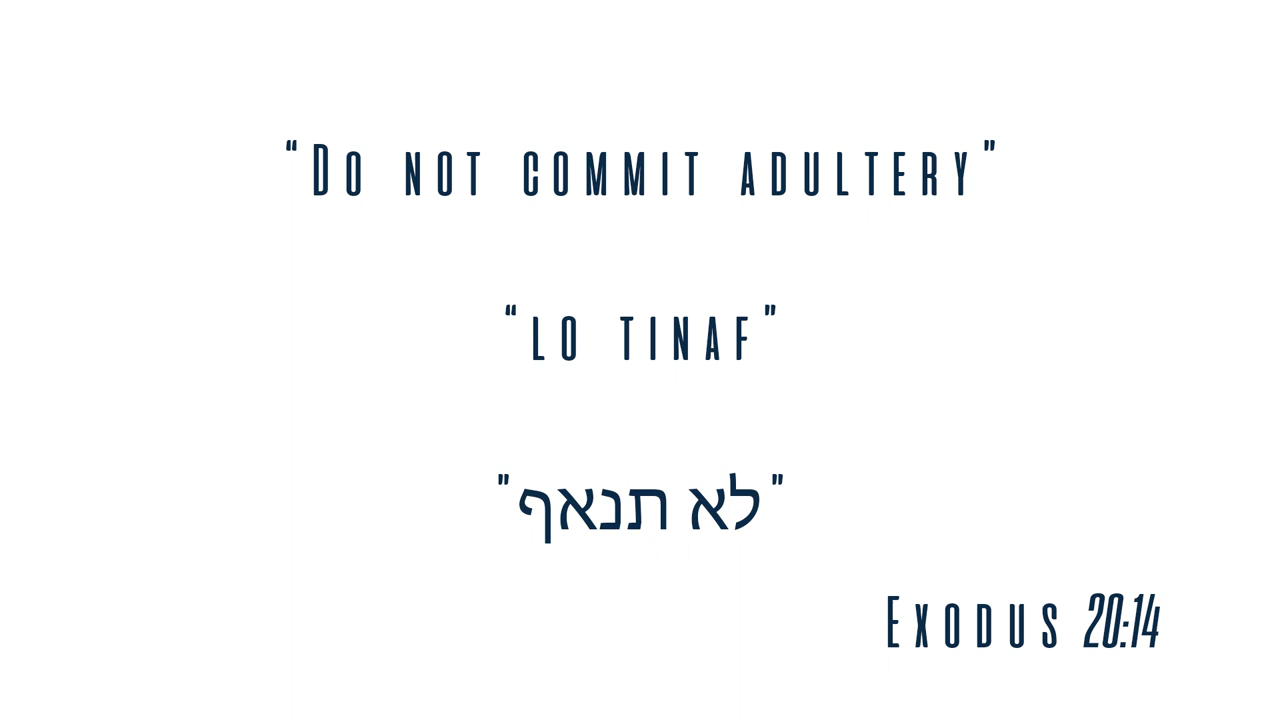 “Do not commit adultery”
“lo tinaf”
"לא תנאף"
Exodus 20:14